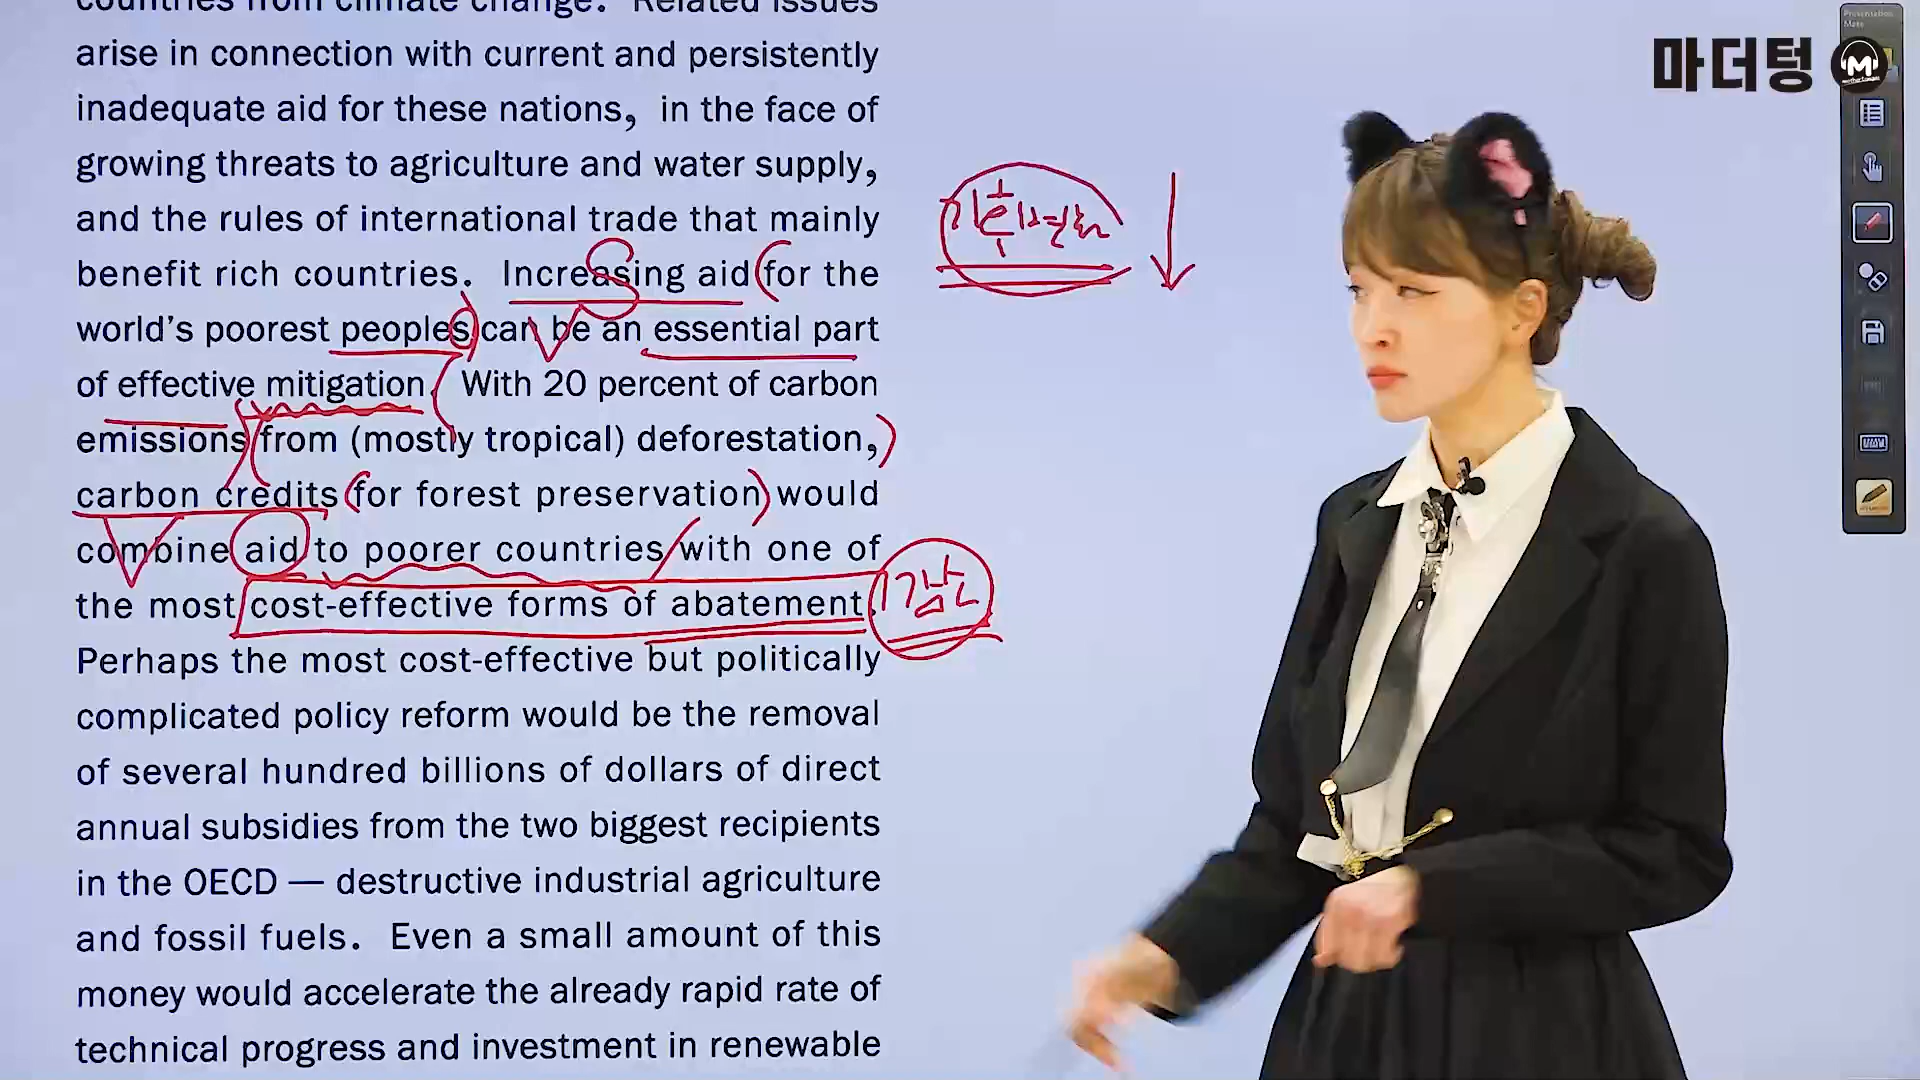 countries from climate change. Related issues
arise in connection with current and persistently
inadequate aid for these nations, in the face of
growing threats to agriculture and water supply,
and the rules of international trade that mainly
benefit rich countries. Increasing aid for the
world's poorest peoples can be an essential part
of effective mitigation. With 20 percent of carbon
emissions from (mostly tropical) deforestation,
carbon credits for forest preservation would
combine aid to poorer countries with one of
the most cost-effective forms of abatement.
Perhaps the most cost-effective but politically
complicated policy reform would be the removal
of several hundred billions of dollars of direct
annual subsidies from the two biggest recipients
in the OECD — destructive industrial agriculture
and fossil fuels. Even a small amount of this
money would accelerate the already rapid rate of
technical progress and investment in renewable
S
감소
마더텅
M
Presentation
Mate